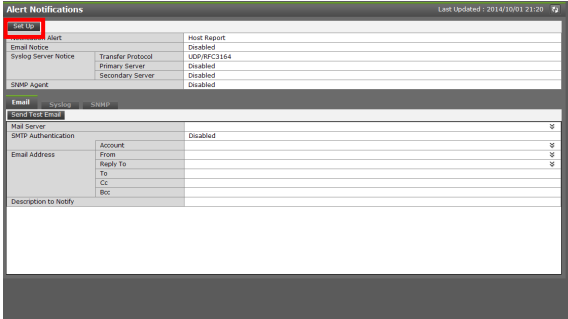 Alert Notifications Last Updated : 2014/10/01 21:20
Set Up
Notification Alert Host Report
Email Notice Disabled
Syslog Server Notice Transfer Protocol UDP/RFC3164
Primary Server Disabled
Secondary Server Disabled
SNMP Agent Disabled
Email Syslog SNMP
Send Test Email
Mail Server
SMTP Authentication Disabled
Account
Email Address From
Reply To
To
Cc
Bcc
Description to Notify